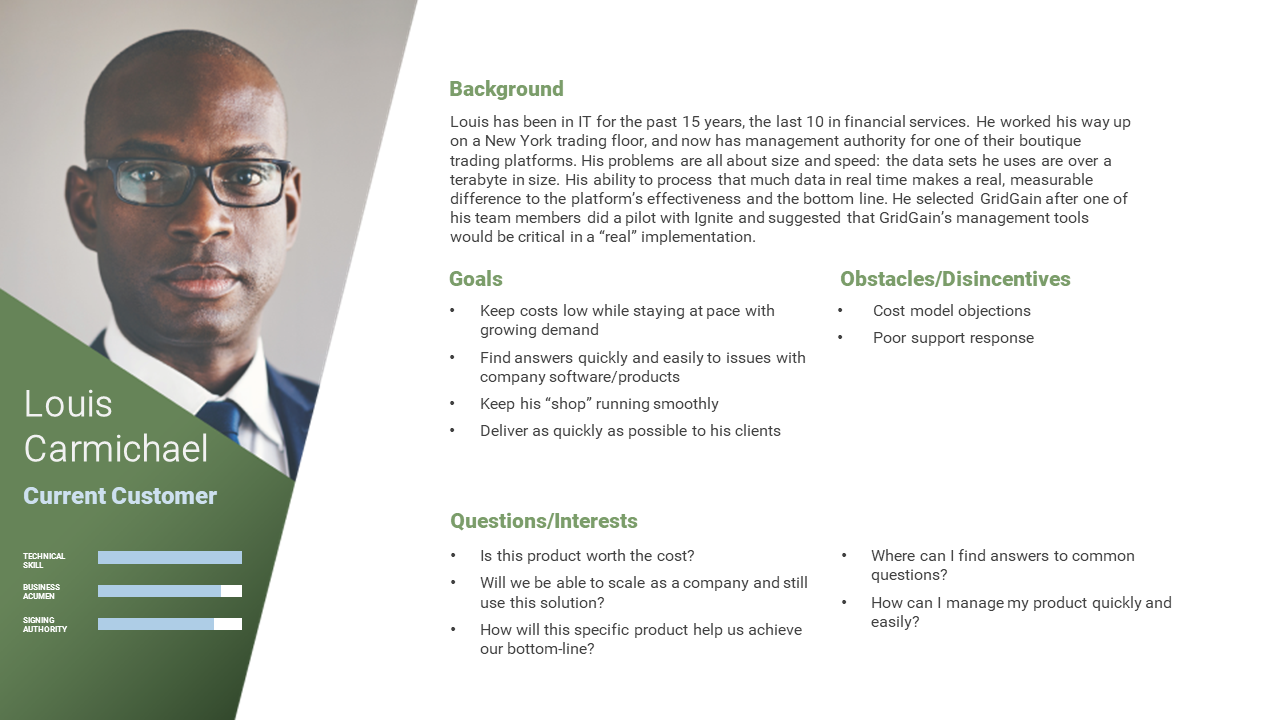 Louis
Carmichael
Current Customer
TECHNICAL
SKILL
BUSINESS
ACUMEN
SIGNING
AUTHORITY
Background
Louis has been in IT for the past 15 years, the last 10 in financial services. He worked his way up
on a New York trading floor, and now has management authority for one of their boutique
trading platforms. His problems are all about size and speed: the data sets he uses are over a
terabyte in size. His ability to process that much data in real time makes a real, measurable
difference to the platform’s effectiveness and the bottom line. He selected GridGain after one of
his team members did a pilot with Ignite and suggested that GridGain’s management tools
would be critical in a “real” implementation.
Goals
• Keep costs low while staying at pace with
growing demand
• Find answers quickly and easily to issues with
company software/products
• Keep his “shop” running smoothly
• Deliver as quickly as possible to his clients
Obstacles/Disincentives
• Cost model objections
• Poor support response
Questions/Interests
• Is this product worth the cost?
• Will we be able to scale as a company and still
use this solution?
• How will this specific product help us achieve
our bottom-line?
• Where can I find answers to common
questions?
• How can I manage my product quickly and
easily?